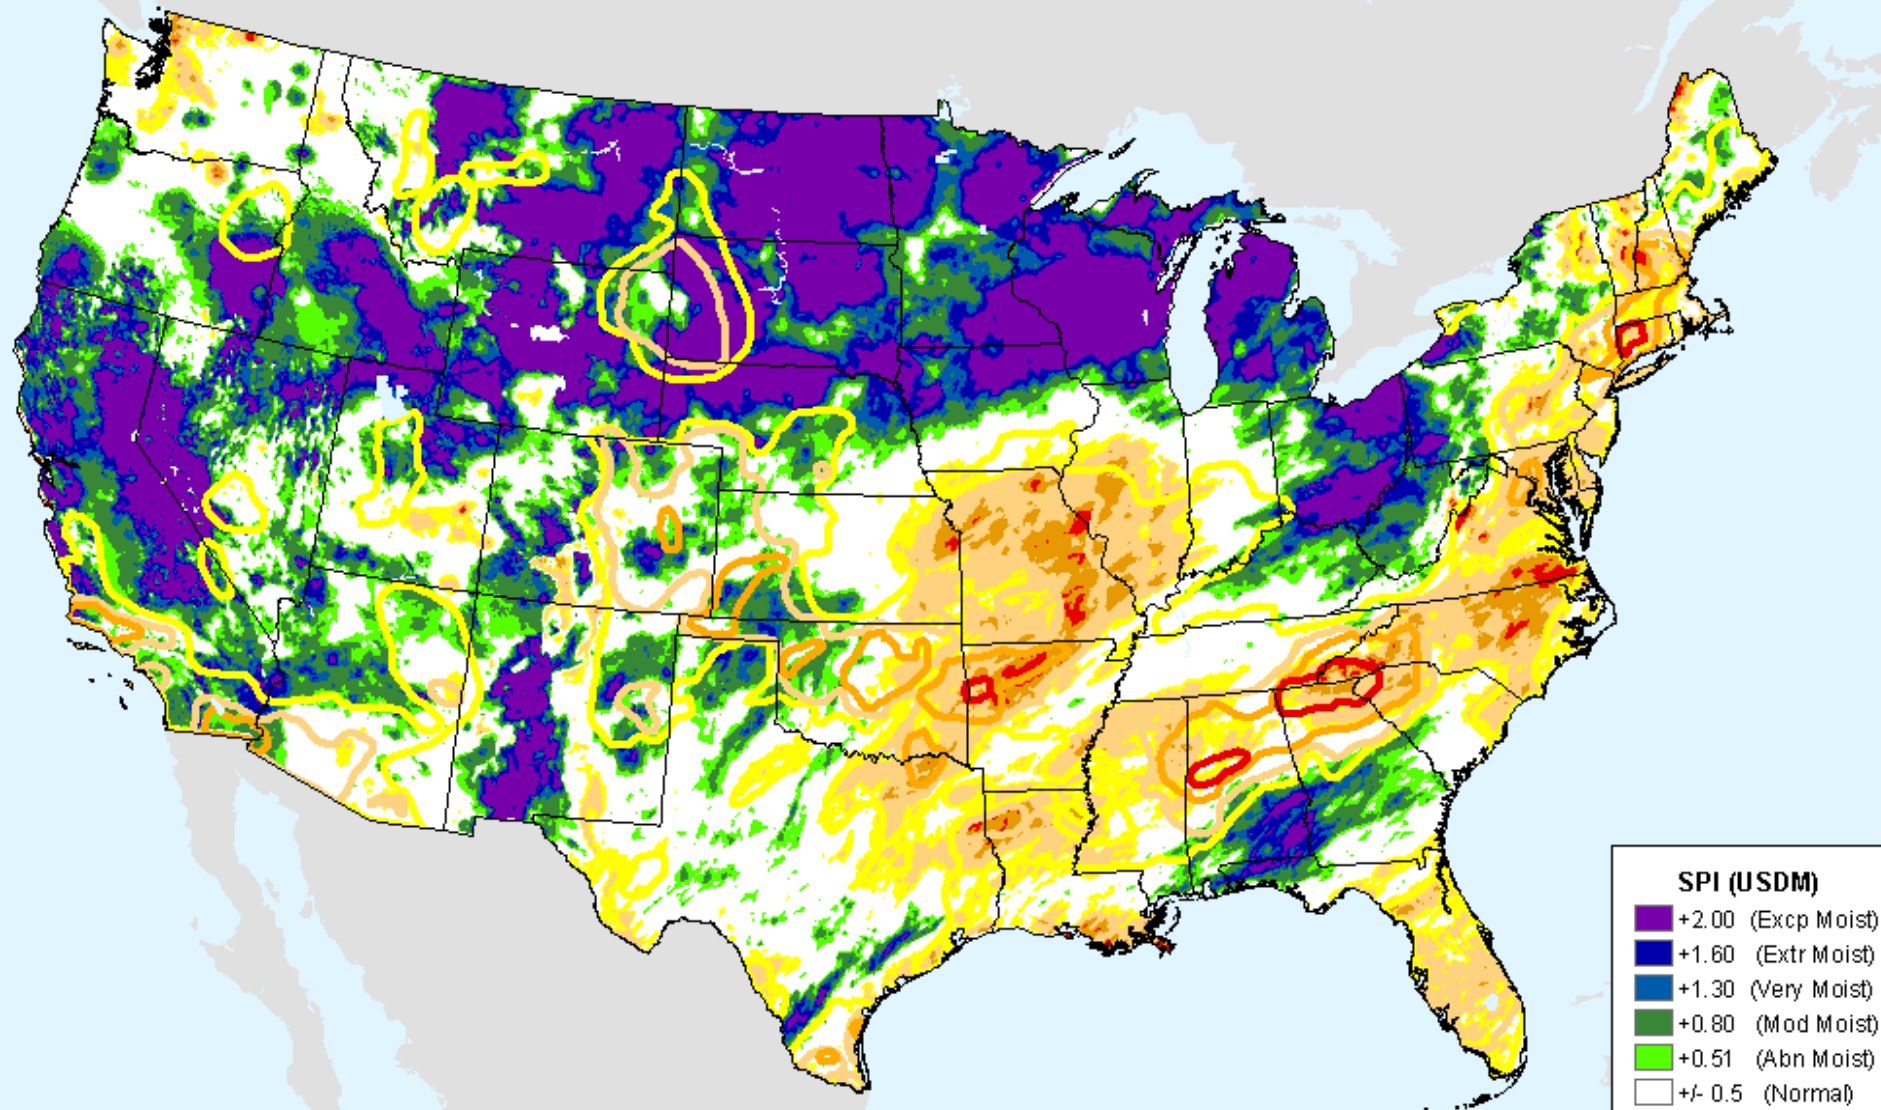 SPI (USDM)
+2.00 (Excp Moist)
+1.60 (Extr Moist)
+1.30 (Very Moist)
+0.80 (Mod Moist)
+0.51 (Abn Moist)
+/- 0.5 (Normal)